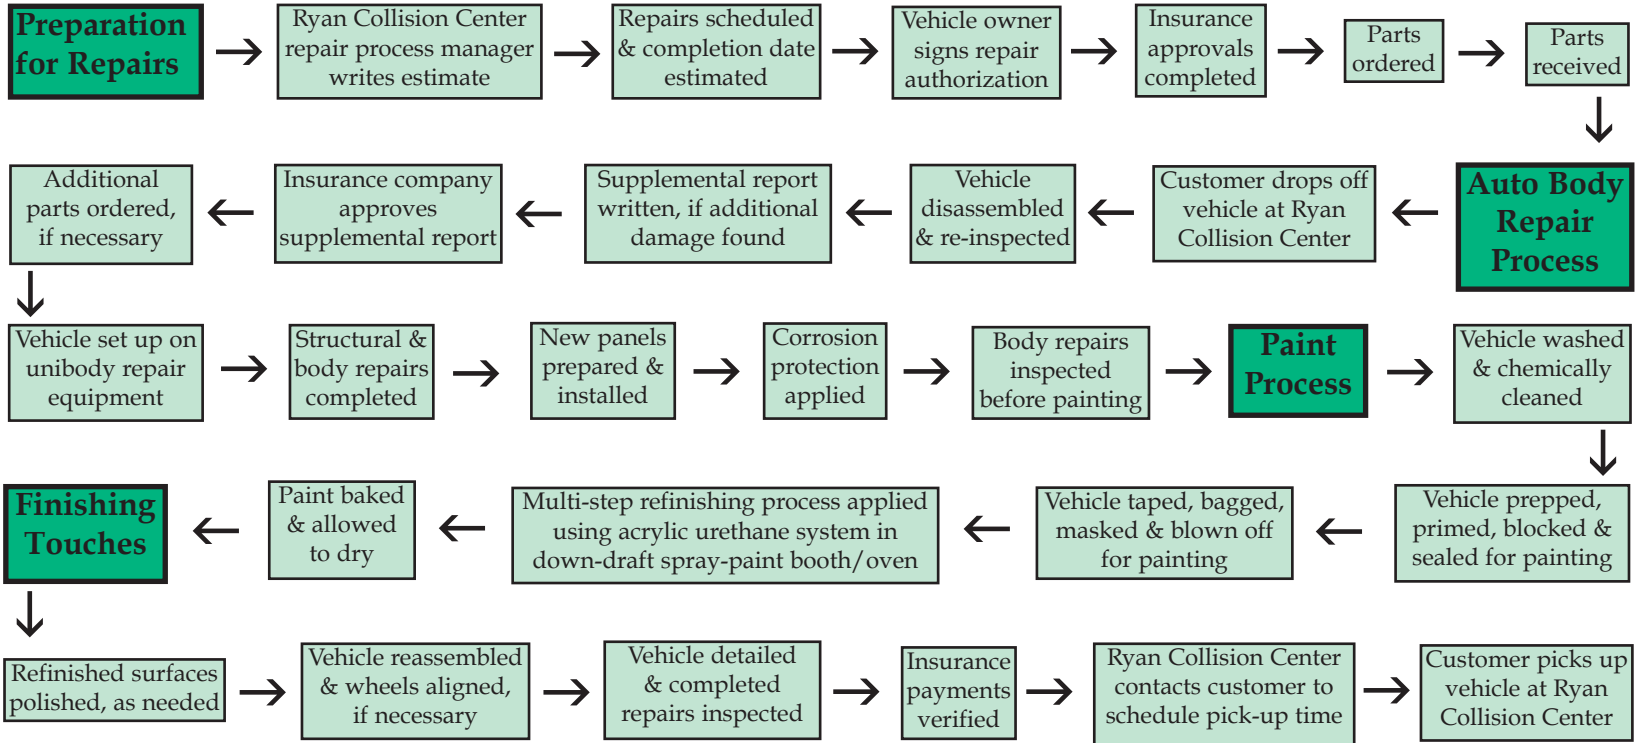 Preparation
for Repairs
Ryan Collision Center
repair process manager
writes estimate
Repairs scheduled
& completion date
estimated
Vehicle owner
signs repair
authorization
Insurance
approvals
completed
Parts
ordered
Parts
received
Auto Body
Repair
Process
Customer drops off
vehicle at Ryan
Collision Center
Vehicle
disassembled
& re-inspected
Supplemental report
written, if additional
damage found
Insurance company
approves
supplemental report
Additional
parts ordered,
if necessary
Vehicle set up on
unibody repair
equipment
Structural &
body repairs
completed
New panels
prepared &
installed
Corrosion
protection
applied
Body repairs
inspected
before painting
Paint
Process
Vehicle washed
& chemically
cleaned
Vehicle prepped,
primed, blocked &
sealed for painting
Vehicle taped, bagged,
masked & blown off
for painting
Multi-step refinishing process applied
using acrylic urethane system in
down-draft spray-paint booth/oven
Paint baked
& allowed
to dry
Finishing
Touches
Refinished surfaces
polished, as needed
Vehicle reassembled
& wheels aligned,
if necessary
Vehicle detailed
& completed
repairs inspected
Insurance
payments
verified
Ryan Collision Center
contacts customer to
schedule pick-up time
Customer picks up
vehicle at Ryan
Collision Center